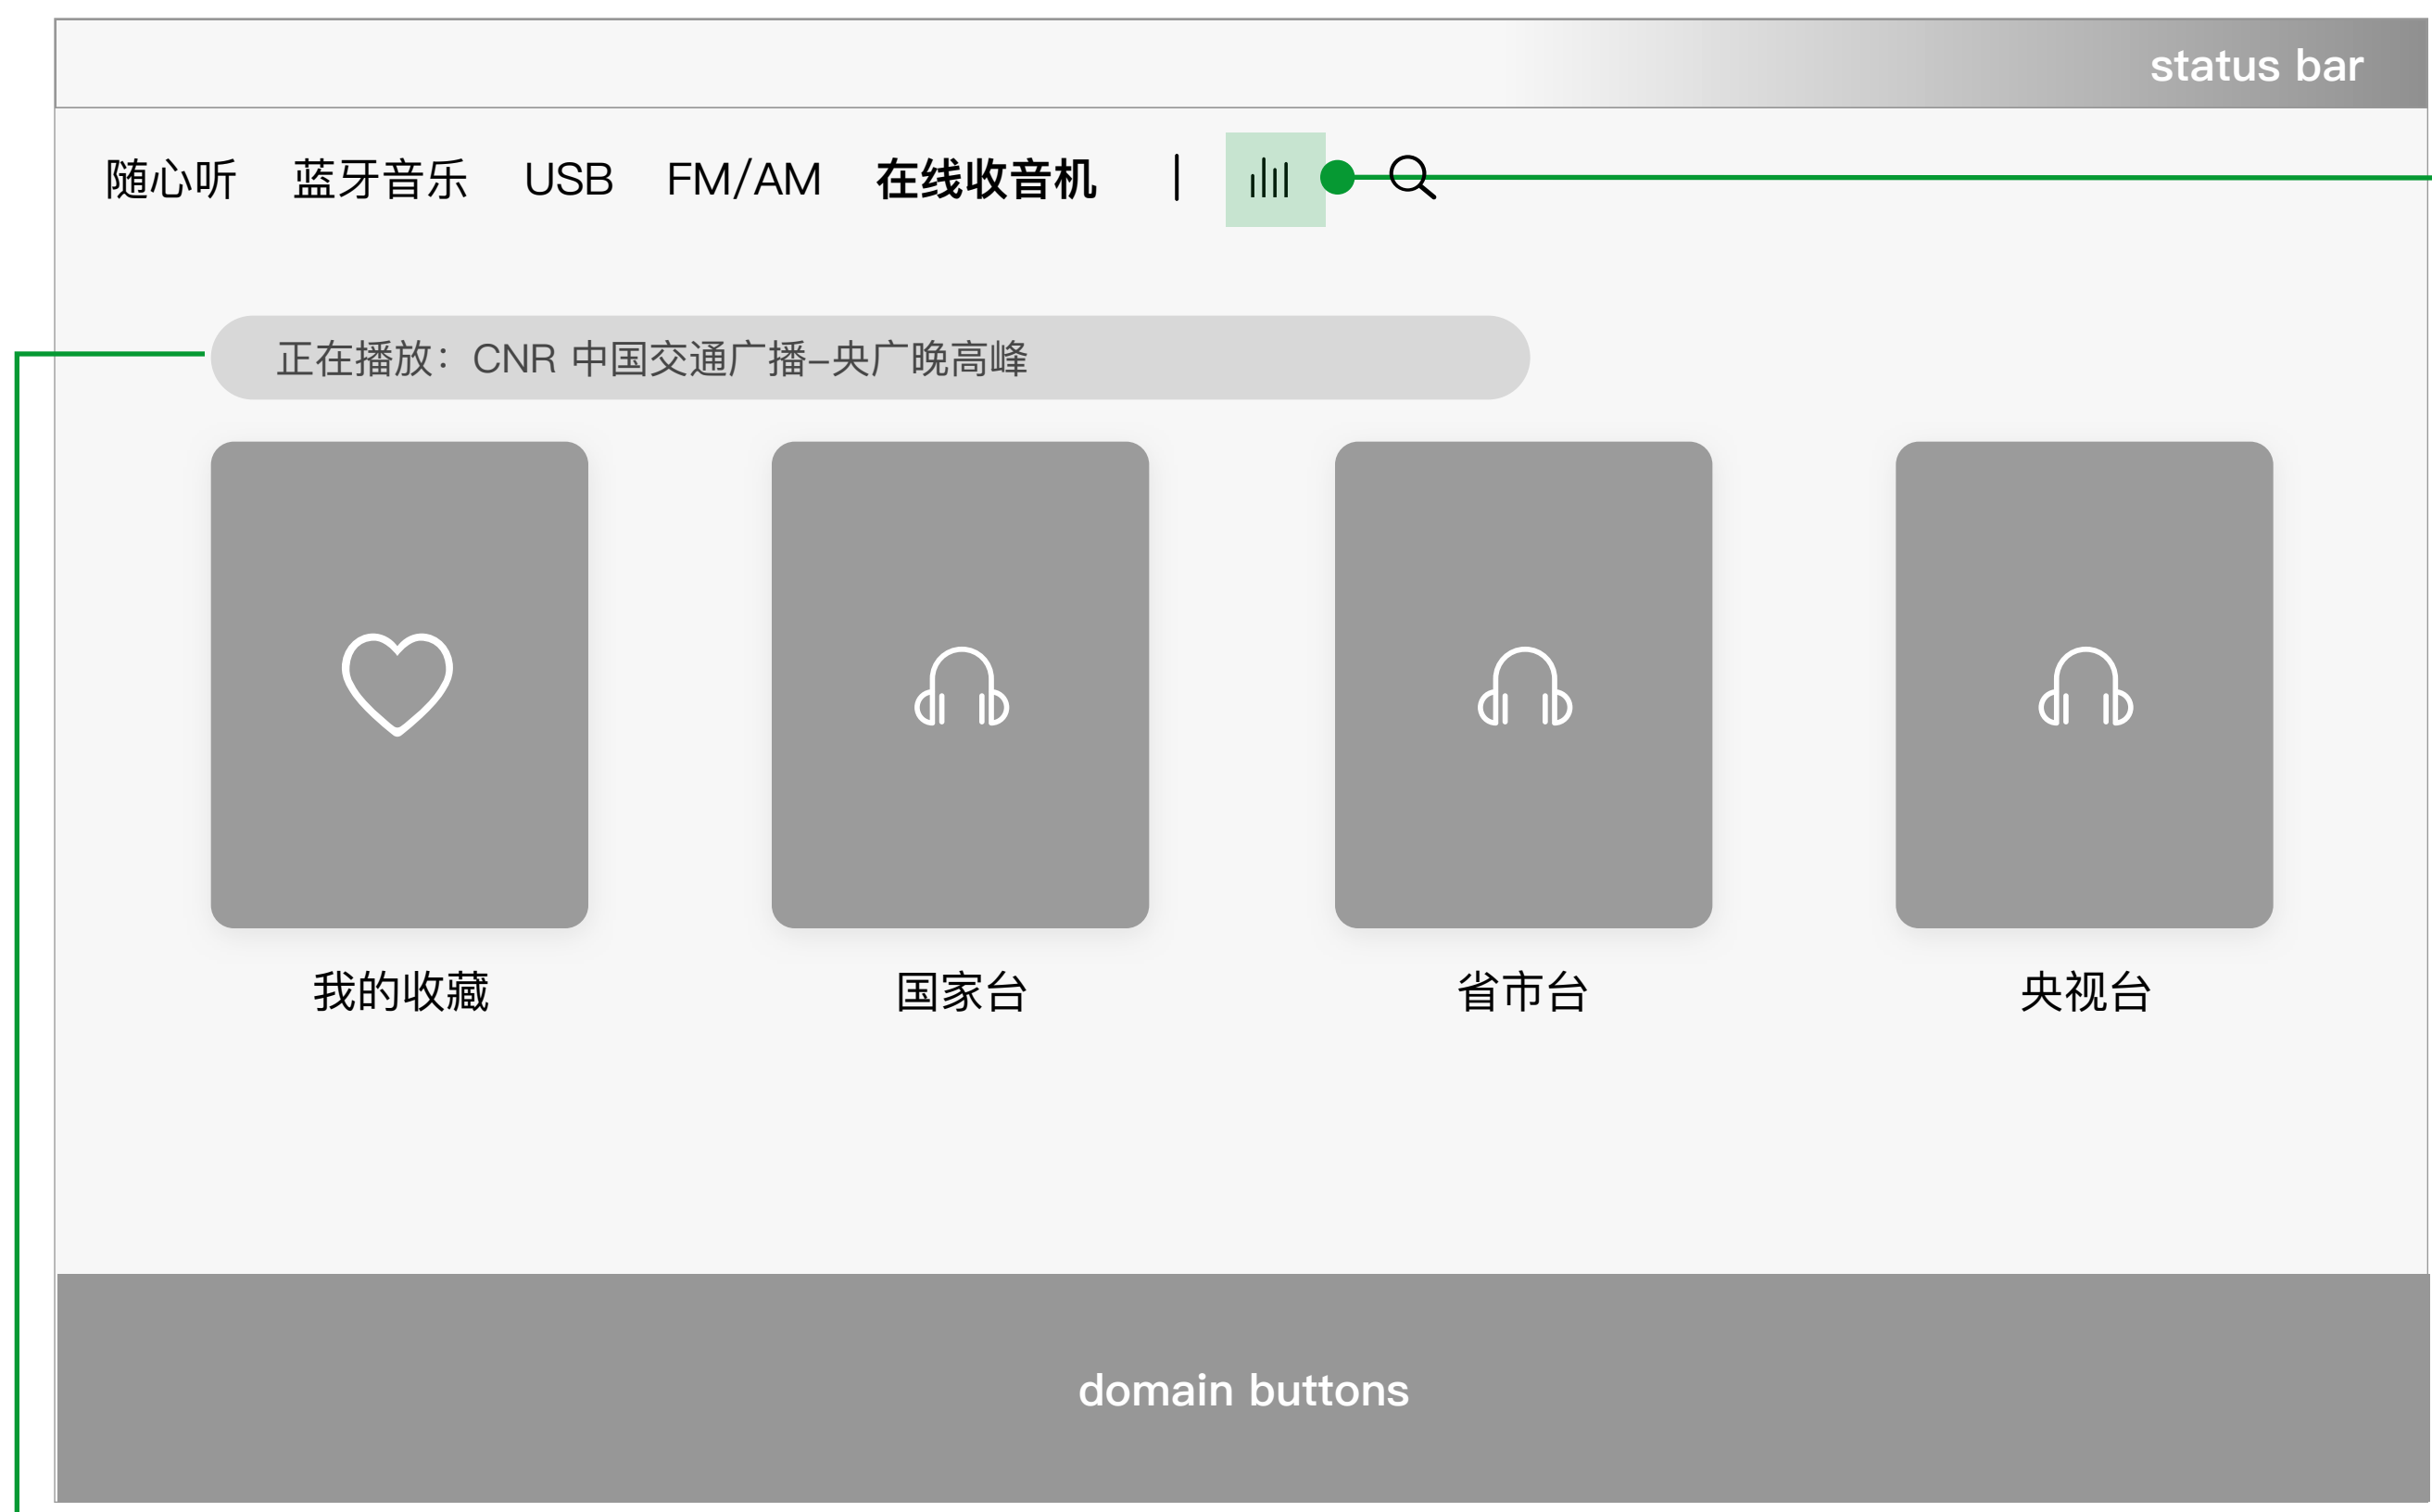 status bar
随心听 蓝牙音乐 USB FM/AM 在线收音机
正在播放：CNR 中国交通广播–央广晚高峰
我的收藏 国家台 省市台 央视台
domain buttons